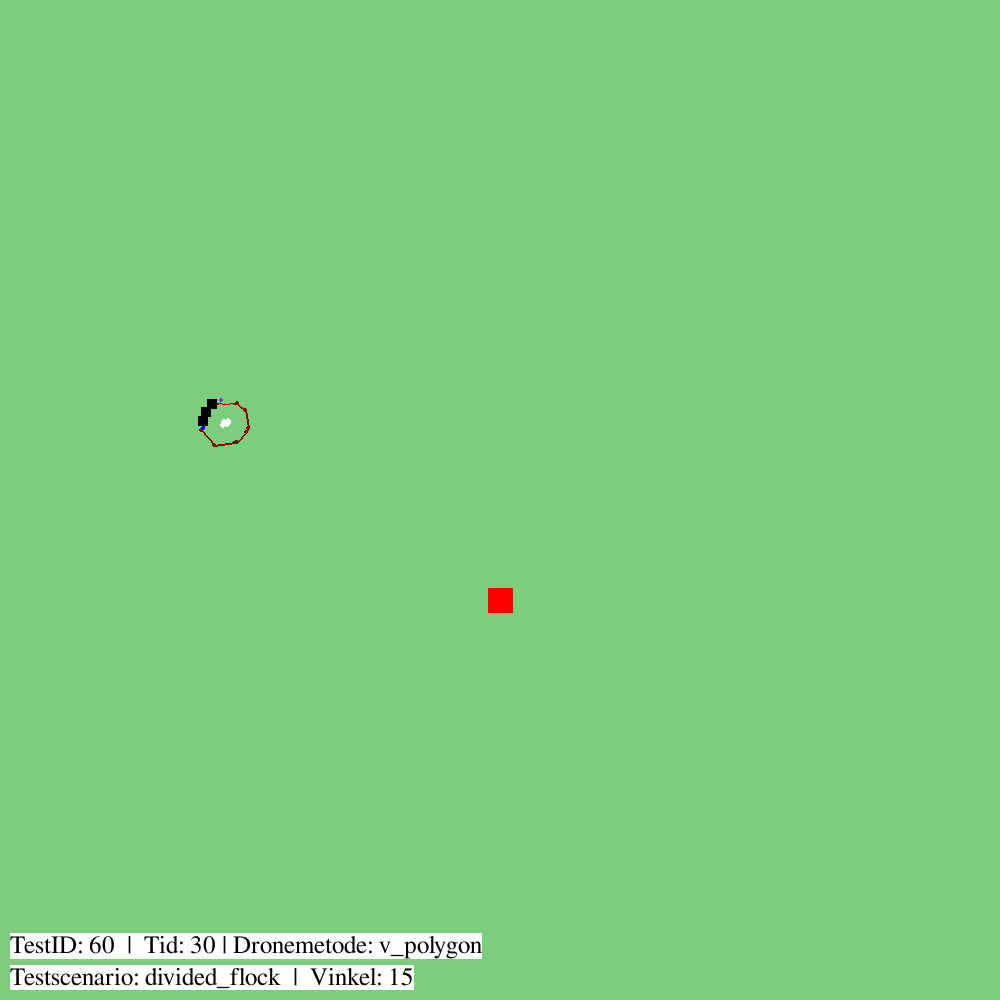 TestID: 60 | Tid: 30 | Dronemetode: v_polygon
Testscenario: divided_flock | Vinkel: 15